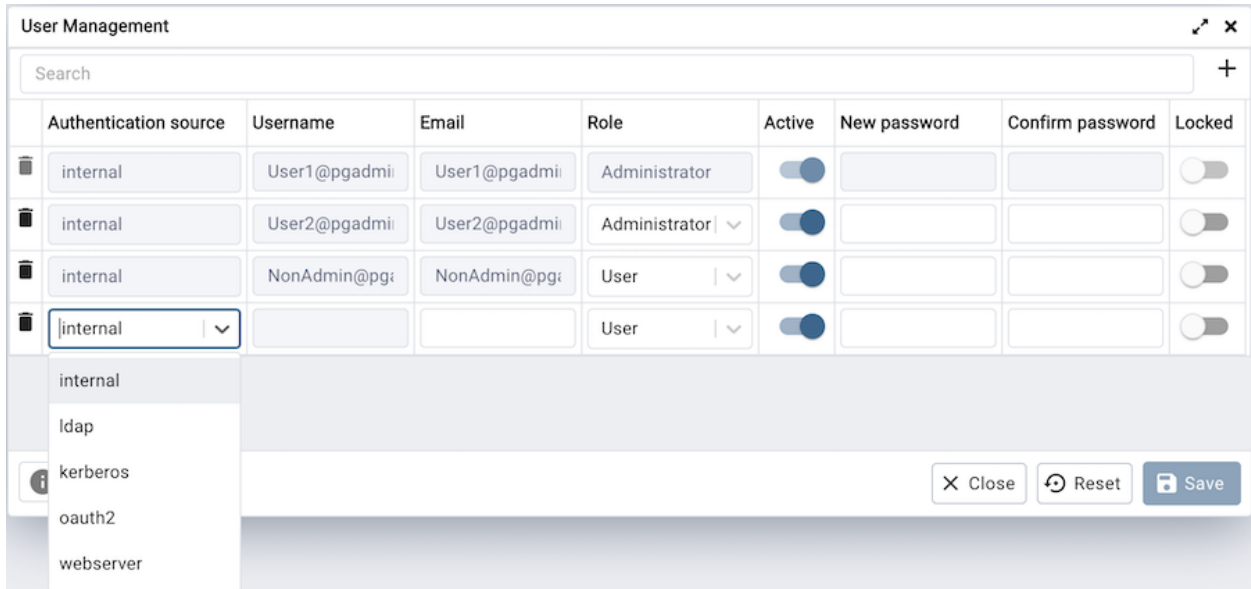 User Management
Search
Authentication source Username Email Role Active New password Confirm password Locked
internal User1@pgadmi User1@pgadmi Administrator
internal User2@pgadmi User2@pgadmi Administrator
internal NonAdmin@pga NonAdmin@pga User
internal User
internal
ldap
kerberos
Close Reset Save
oauth2
webserver